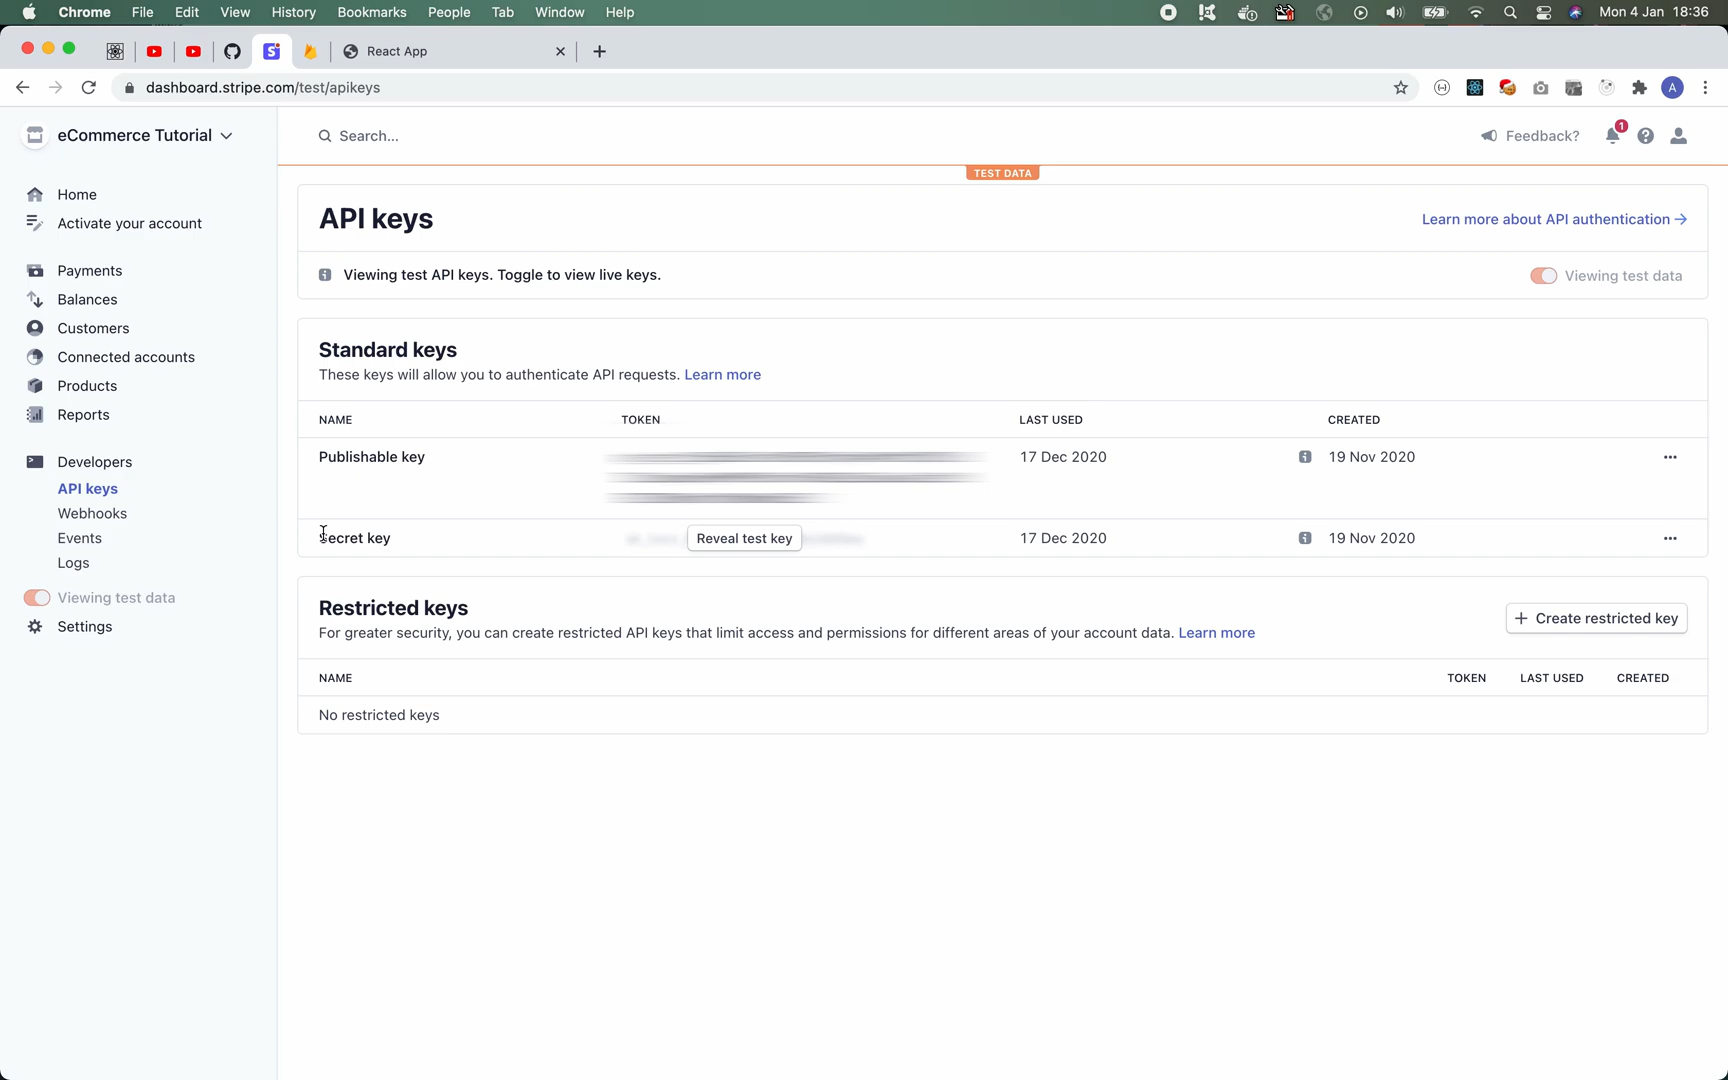 Chrome File Edit View History Bookmarks People Tab Window Help Mon 4 Jan 18:36
React App
dashboard.stripe.com/test/apikeys A
eCommerce Tutorial
Search...
Feedback? 1
TEST DATA
Home
Activate your account
Payments
Balances
Customers
Connected accounts
Products
Reports
Developers
API keys
Webhooks
Events
Logs
Viewing test data
Settings
API keys
Learn more about API authentication →
Viewing test API keys. Toggle to view live keys.
Viewing test data
Standard keys
These keys will allow you to authenticate API requests. Learn more
NAME TOKEN LAST USED CREATED
Publishable key 17 Dec 2020 19 Nov 2020
Secret key Reveal test key 17 Dec 2020 19 Nov 2020
Restricted keys
For greater security, you can create restricted API keys that limit access and permissions for different areas of your account data. Learn more
+ Create restricted key
NAME TOKEN LAST USED CREATED
No restricted keys